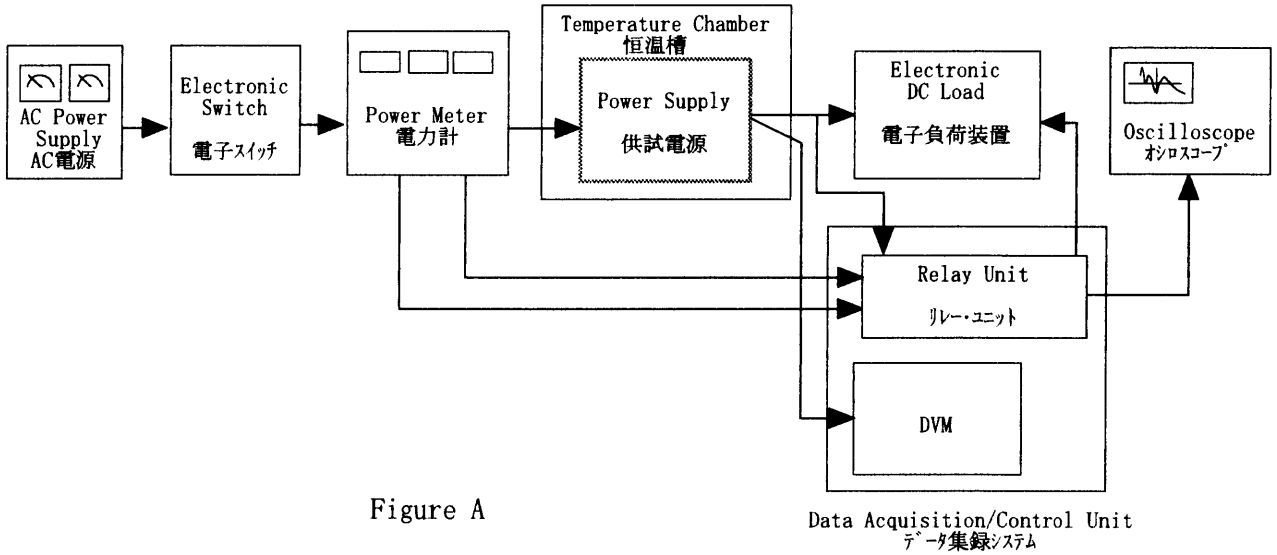 AC Power
Supply
AC電源
Electronic
Switch
電子スイッチ
Power Meter
電力計
Temperature Chamber
恒温槽
Power Supply
供試電源
Electronic
DC Load
電子負荷装置
Oscilloscope
オシロスコープ
Relay Unit
リレー・ユニット
DVM
Data Acquisition/Control Unit
データ集録システム
Figure A